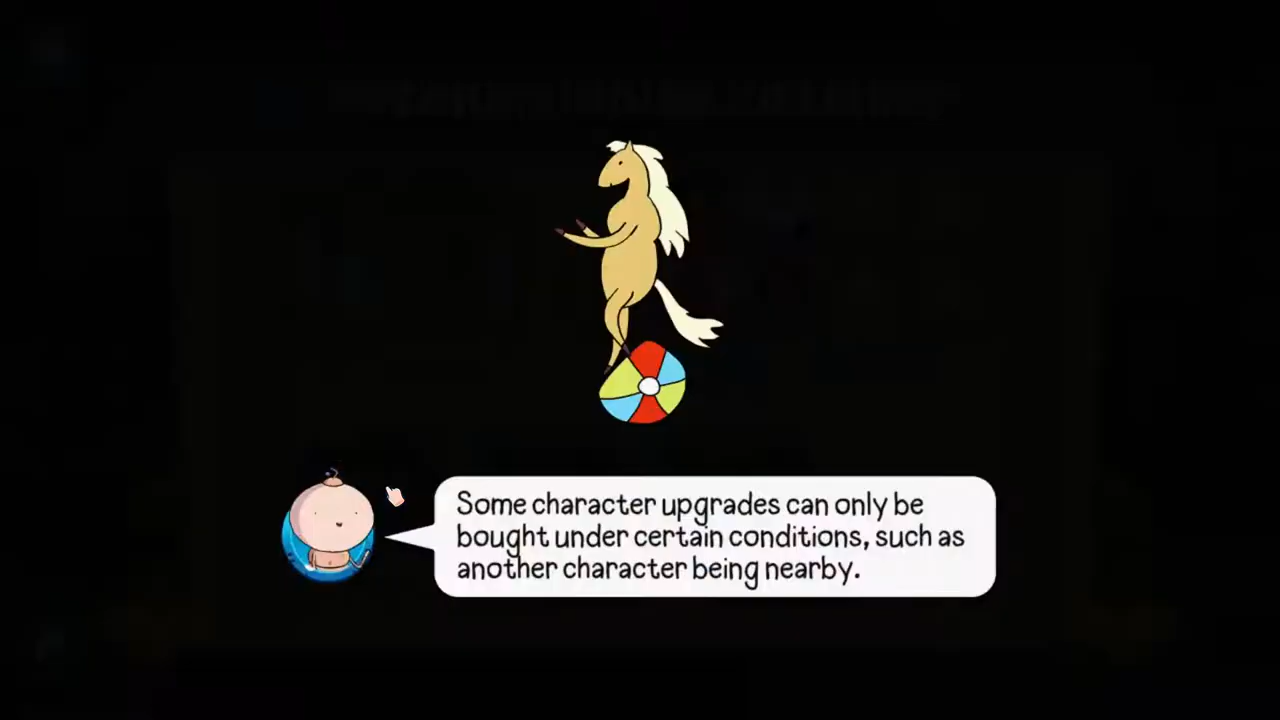 Some character upgrades can only be
bought under certain conditions, such as
another character being nearby.